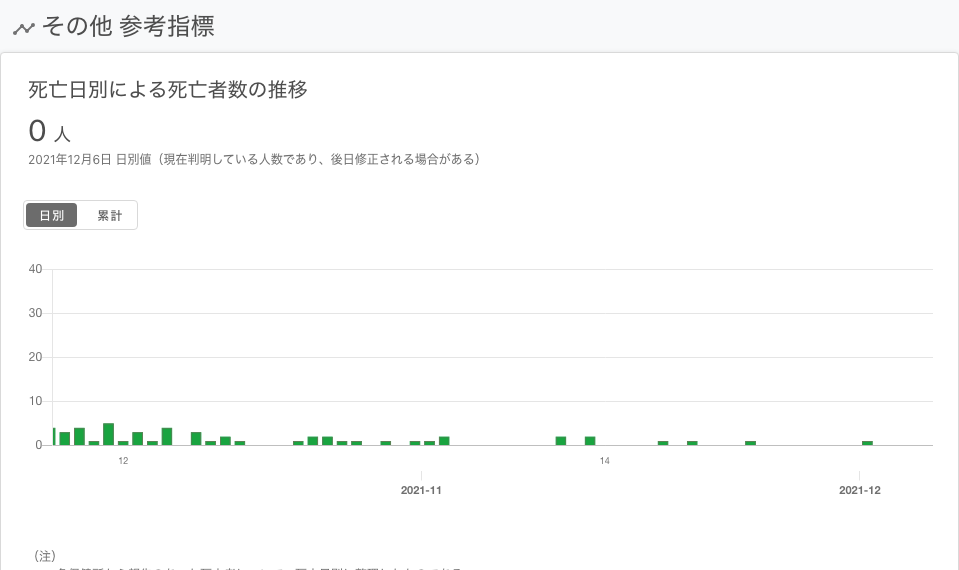 その他 参考指標
死亡日別による死亡者数の推移
0 人
2021年12月6日 日別値（現在判明している人数であり、後日修正される場合がある）
日別 累計
40
30
20
10
0
12 14
2021-11 2021-12
（注）